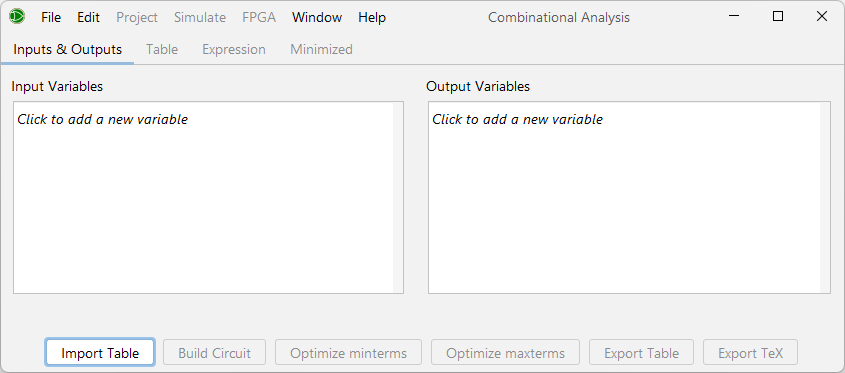 File Edit Project Simulate FPGA Window Help Combinational Analysis
Inputs & Outputs Table Expression Minimized
Input Variables Output Variables
Click to add a new variable Click to add a new variable
Import Table Build Circuit Optimize minterms Optimize maxterms Export Table Export TeX